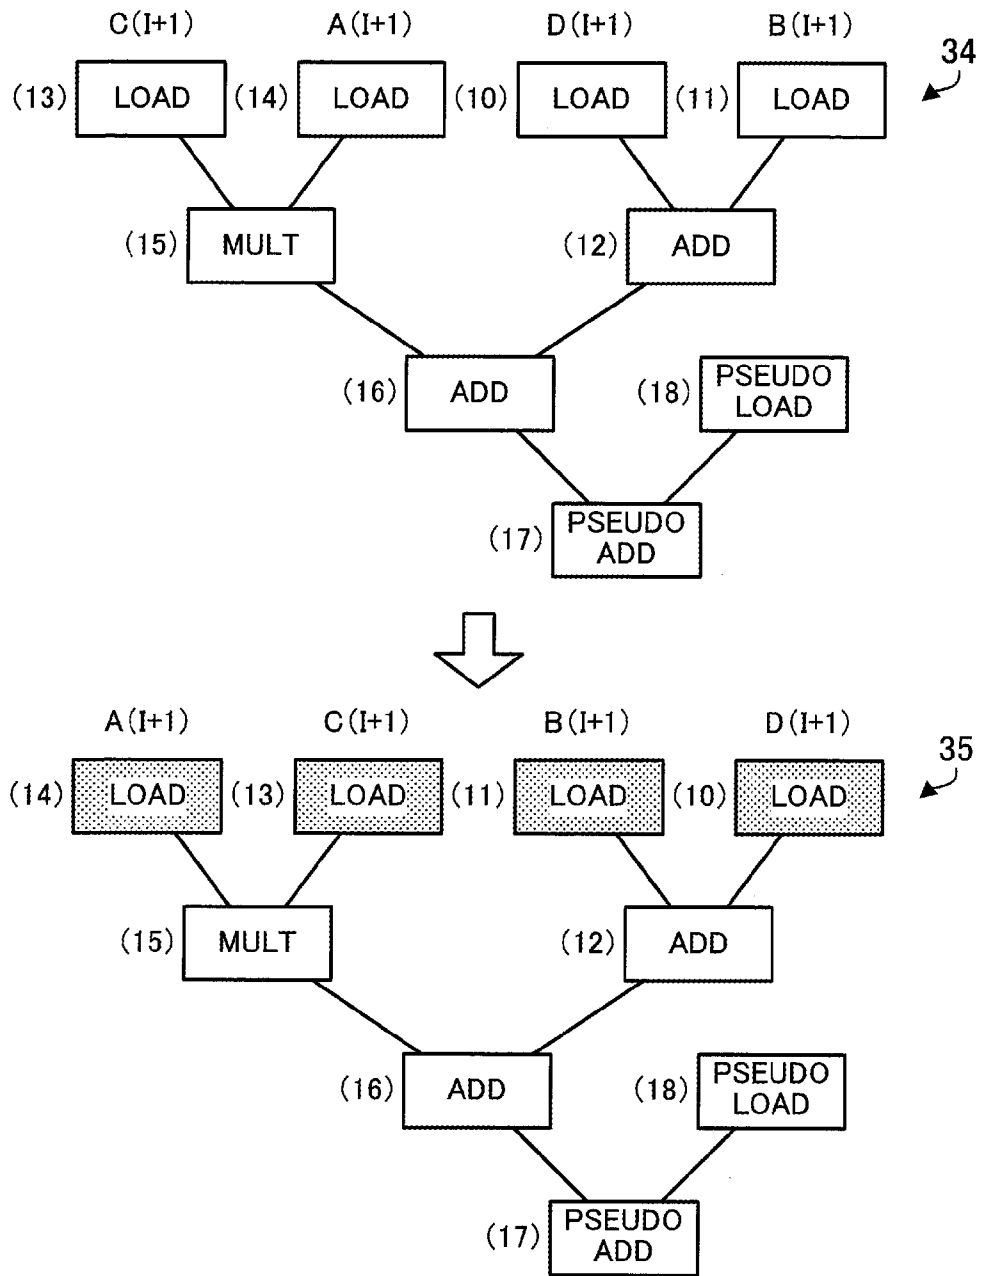 C(I+1) A(I+1) D(I+1) B(I+1)
34
(13) LOAD (14) LOAD (10) LOAD (11) LOAD
(15) MULT (12) ADD
(16) ADD (18) PSEUDO
LOAD
(17) PSEUDO
ADD
A(I+1) C(I+1) B(I+1) D(I+1)
35
(14) LOAD (13) LOAD (11) LOAD (10) LOAD
(15) MULT (12) ADD
(16) ADD (18) PSEUDO
LOAD
(17) PSEUDO
ADD